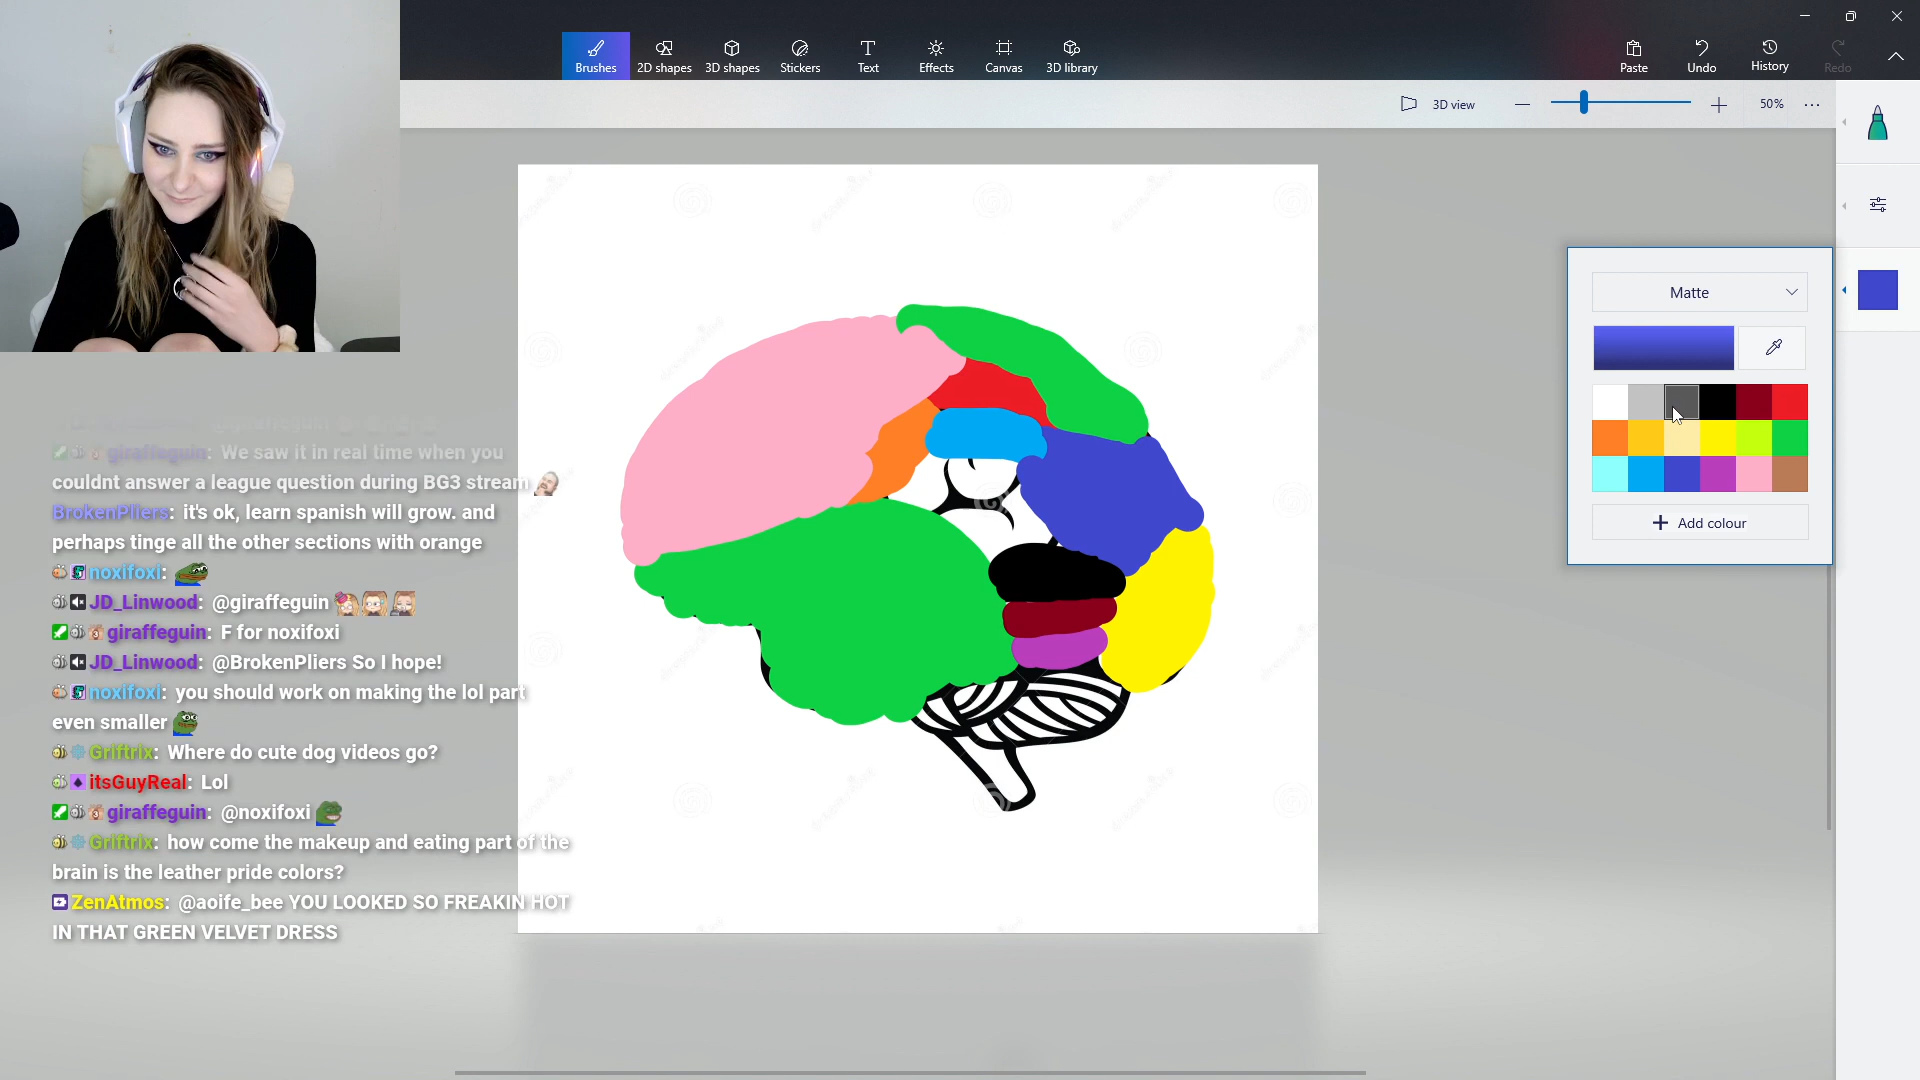 Brushes 2D shapes 3D shapes Stickers Text Effects Canvas 3D library Paste Undo History Redo
3D view 50%
Matte
Add colour
giraffeguin: We saw it in real time when you
couldnt answer a league question during BG3 stream
BrokenPliers: it's ok, learn spanish will grow. and
perhaps tinge all the other sections with orange
noxifoxi:
JD_Linwood: @giraffeguin
giraffeguin: F for noxifoxi
JD_Linwood: @BrokenPliers So I hope!
noxifoxi: you should work on making the lol part
even smaller
Griftrix: Where do cute dog videos go?
itsGuyReal: Lol
giraffeguin: @noxifoxi
Griftrix: how come the makeup and eating part of the
brain is the leather pride colors?
ZenAtmos: @aoife_bee YOU LOOKED SO FREAKIN HOT
IN THAT GREEN VELVET DRESS